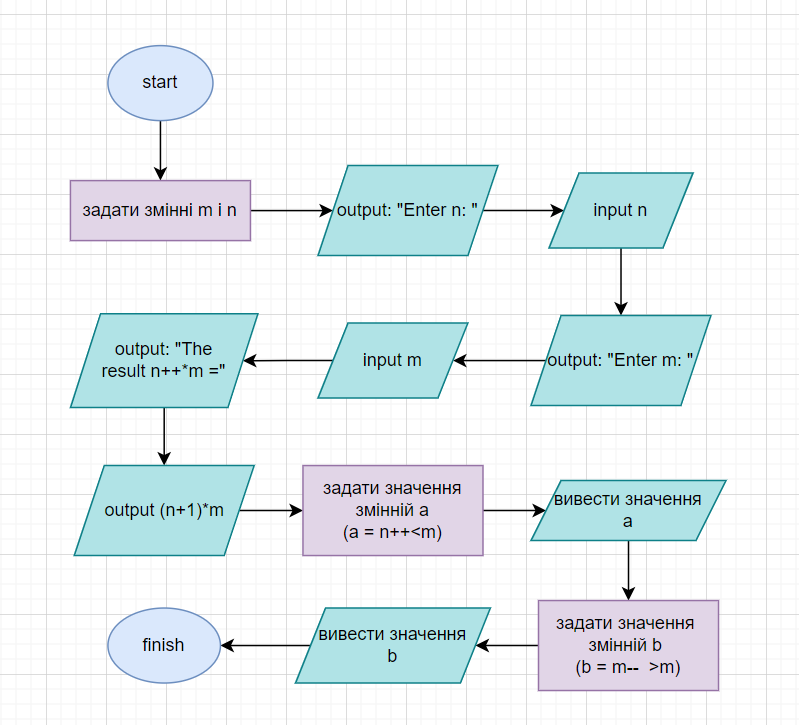 start
задати змінні m і n
output: "Enter n: "
input n
output: "Enter m: "
input m
output: "The
result n++*m ="
output (n+1)*m
задати значення
змінній a
(a = n++<m)
вивести значення
a
задати значення
змінній b
(b = m-- >m)
вивести значення
b
finish